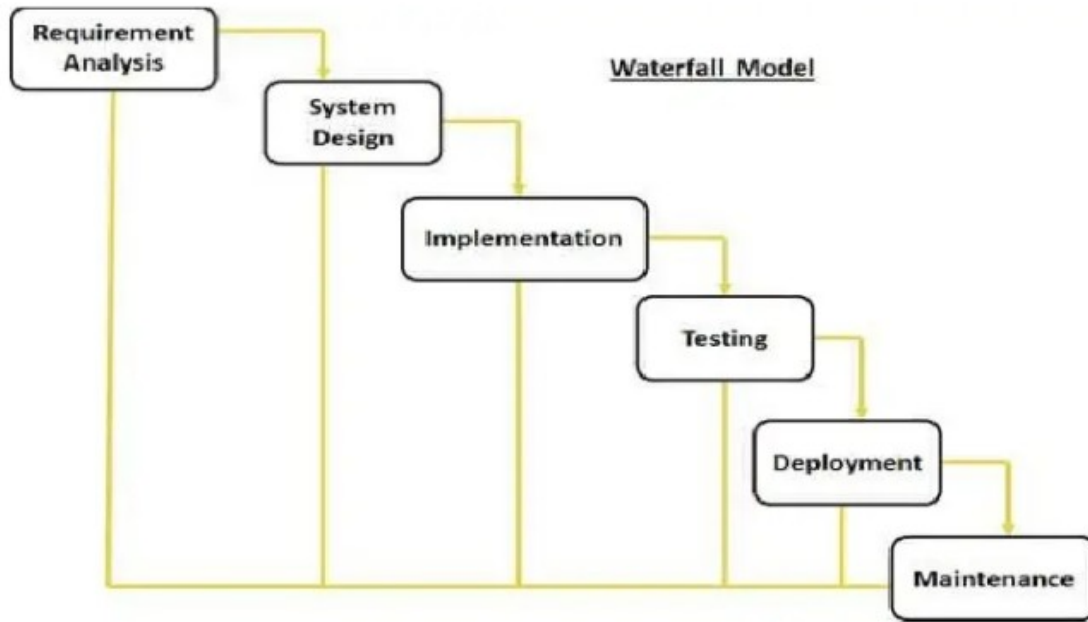 Requirement
Analysis
Waterfall Model
System
Design
Implementation
Testing
Deployment
Maintenance